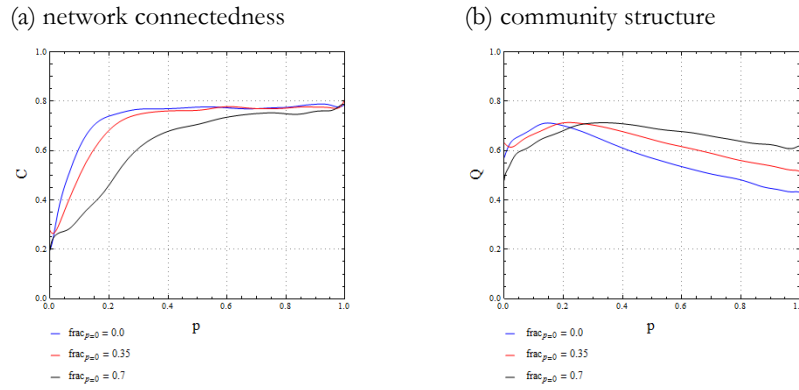 (a) network connectedness
1.0
0.8
0.6
0.4
0.2
0.0
C
0.0 0.2 0.4 0.6 0.8 1.0
p
frac_{p=0} = 0.0
frac_{p=0} = 0.35
frac_{p=0} = 0.7
(b) community structure
1.0
0.8
0.6
0.4
0.2
0.0
Q
0.0 0.2 0.4 0.6 0.8 1.0
p
frac_{p=0} = 0.0
frac_{p=0} = 0.35
frac_{p=0} = 0.7